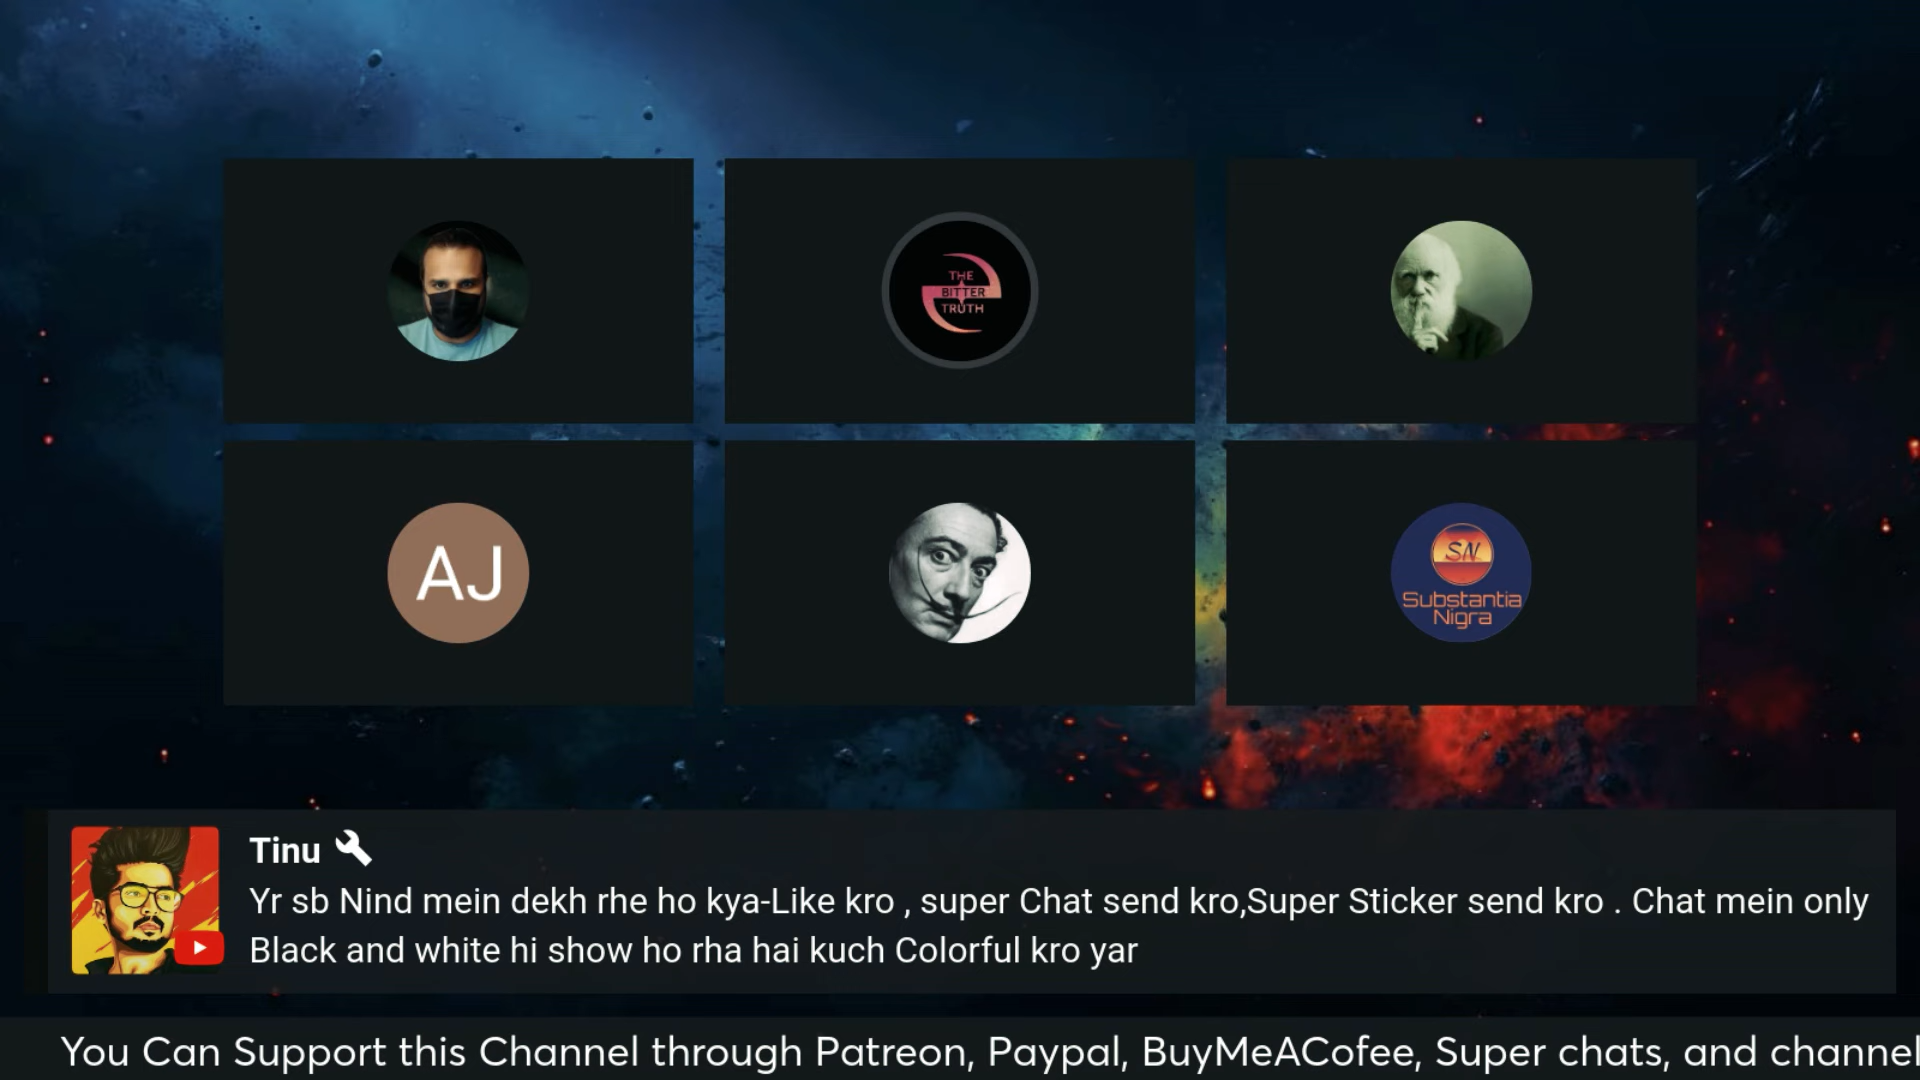 THE
BITTER
TRUTH
AJ
SN
Substantia
Nigra
Tinu
Yr sb Nind mein dekh rhe ho kya-Like kro , super Chat send kro,Super Sticker send kro . Chat mein only
Black and white hi show ho rha hai kuch Colorful kro yar
You Can Support this Channel through Patreon, Paypal, BuyMeACofee, Super chats, and channel